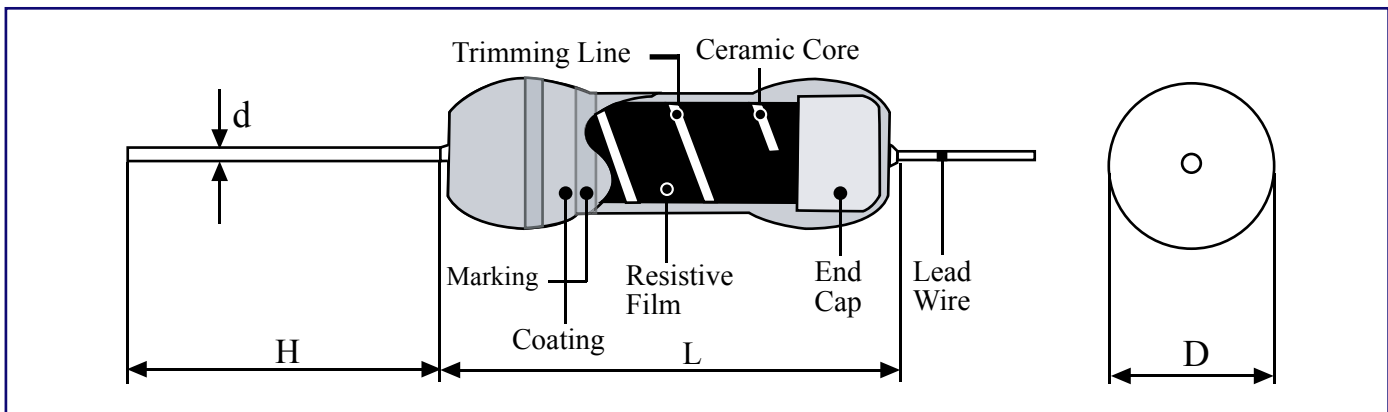 Trimming Line
Ceramic Core
d
Marking
Resistive
Film
End
Cap
Lead
Wire
Coating
H
L
D